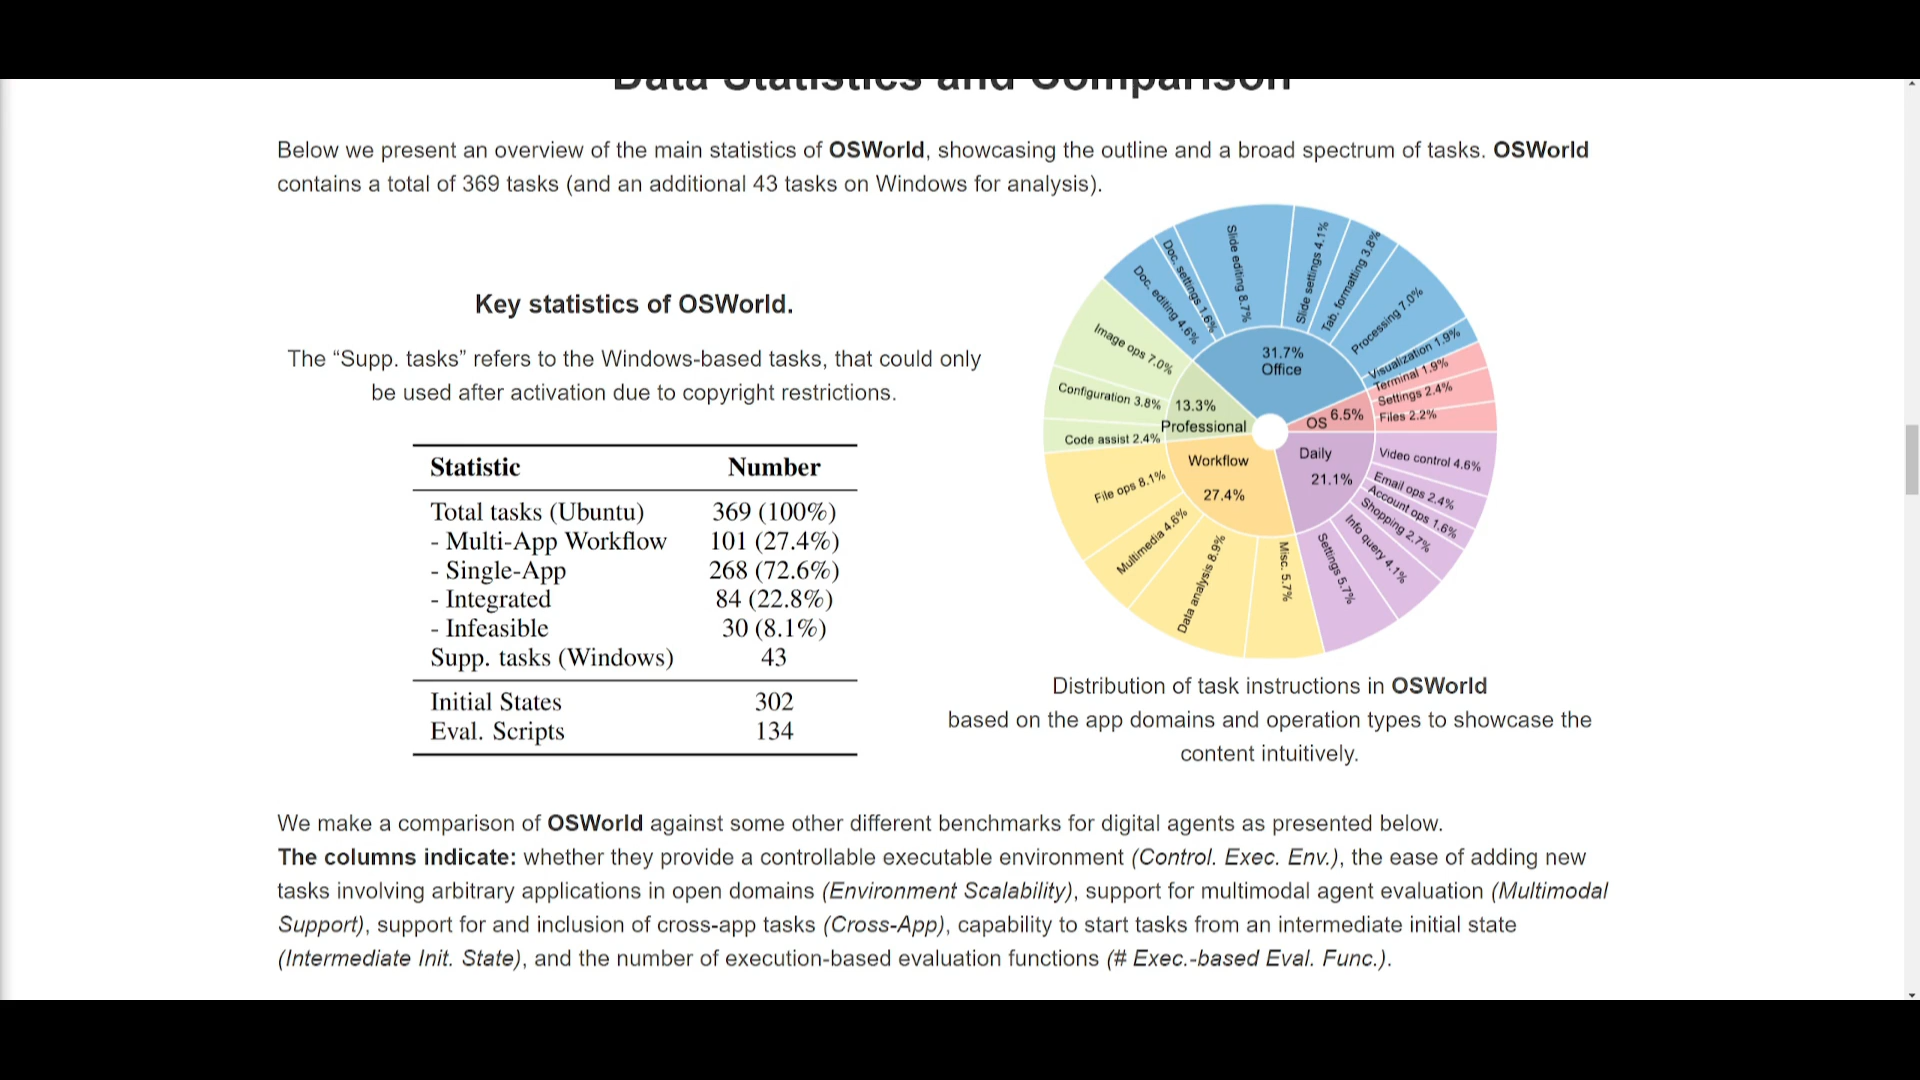 Data Statistics and Comparison
Below we present an overview of the main statistics of OSWorld, showcasing the outline and a broad spectrum of tasks. OSWorld
contains a total of 369 tasks (and an additional 43 tasks on Windows for analysis).
Key statistics of OSWorld.
The “Supp. tasks” refers to the Windows-based tasks, that could only
be used after activation due to copyright restrictions.
Statistic Number
Total tasks (Ubuntu) 369 (100%)
- Multi-App Workflow 101 (27.4%)
- Single-App 268 (72.6%)
- Integrated 84 (22.8%)
- Infeasible 30 (8.1%)
Supp. tasks (Windows) 43
Initial States 302
Eval. Scripts 134
Doc. editing 4.6%
Doc. settings 1.6%
Slide editing 8.7%
Slide settings 4.1%
Tab. formatting 3.8%
Processing 7.0%
Visualization 1.9%
31.7%
Office
Terminal 1.9%
Settings 2.4%
Files 2.2%
OS 6.5%
Image ops 7.0%
Configuration 3.8%
Code assist 2.4%
13.3%
Professional
Workflow
27.4%
File ops 8.1%
Multimedia 4.6%
Data analysis 8.9%
Misc. 5.7%
Daily
21.1%
Video control 4.6%
Email ops 2.4%
Account ops 1.6%
Shopping 2.7%
Info query 4.1%
Settings 5.7%
Distribution of task instructions in OSWorld
based on the app domains and operation types to showcase the
content intuitively.
We make a comparison of OSWorld against some other different benchmarks for digital agents as presented below.
The columns indicate: whether they provide a controllable executable environment (Control. Exec. Env.), the ease of adding new
tasks involving arbitrary applications in open domains (Environment Scalability), support for multimodal agent evaluation (Multimodal
Support), support for and inclusion of cross-app tasks (Cross-App), capability to start tasks from an intermediate initial state
(Intermediate Init. State), and the number of execution-based evaluation functions (# Exec.-based Eval. Func.).